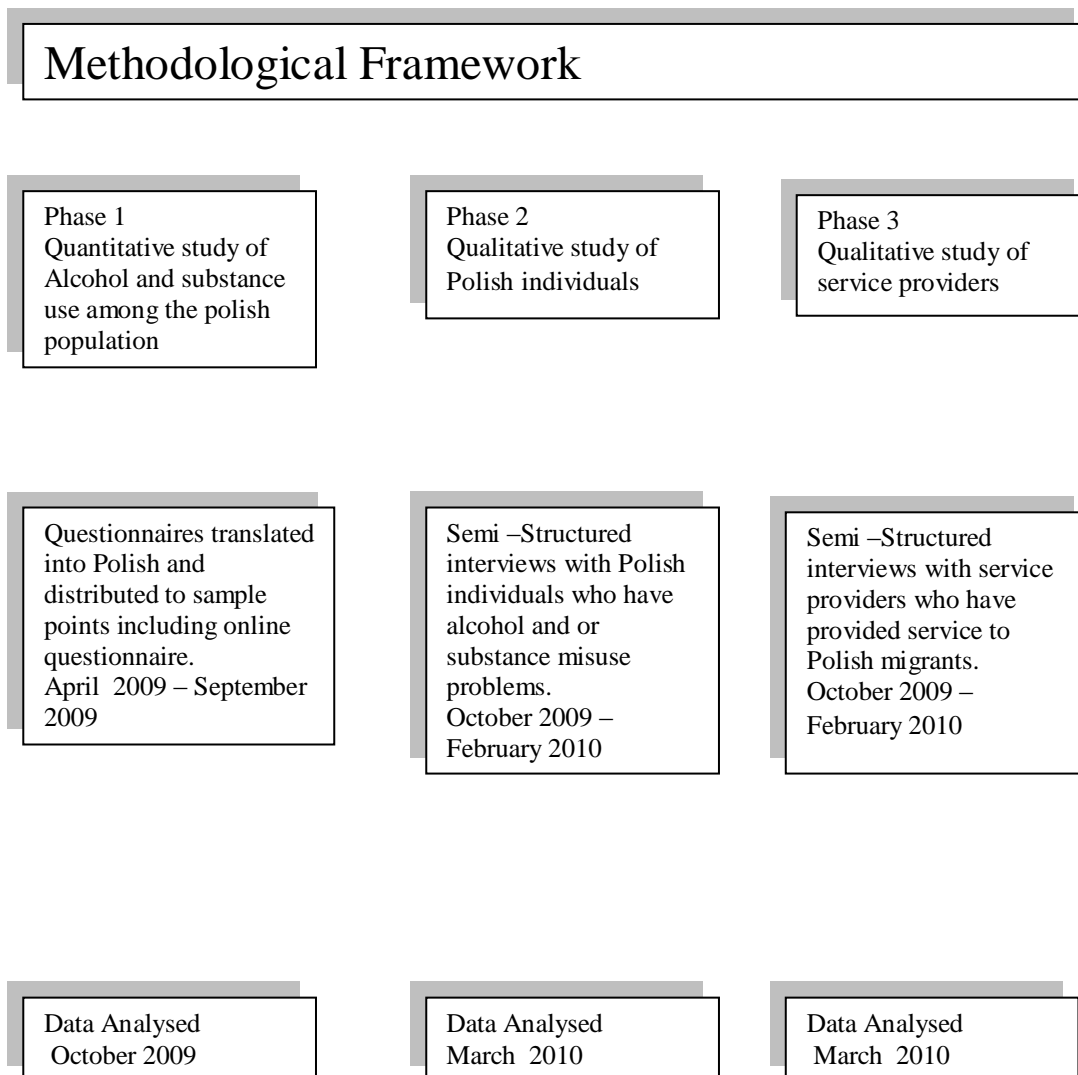 Methodological Framework
Phase 1
Quantitative study of
Alcohol and substance
use among the polish
population
Phase 2
Qualitative study of
Polish individuals
Phase 3
Qualitative study of
service providers
Questionnaires translated
into Polish and
distributed to sample
points including online
questionnaire.
April  2009 – September
2009
Semi –Structured
interviews with Polish
individuals who have
alcohol and or
substance misuse
problems.
October 2009 –
February 2010
Semi –Structured
interviews with service
providers who have
provided service to
Polish migrants.
October 2009 –
February 2010
Data Analysed
October 2009
Data Analysed
March  2010
Data Analysed
March  2010